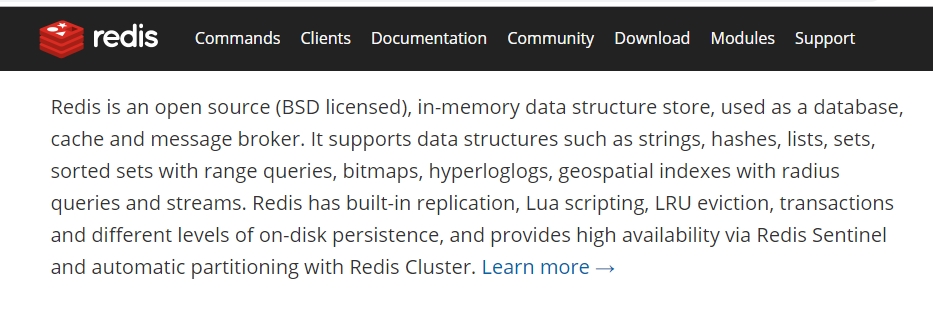 redis Commands Clients Documentation Community Download Modules Support
Redis is an open source (BSD licensed), in-memory data structure store, used as a database,
cache and message broker. It supports data structures such as strings, hashes, lists, sets,
sorted sets with range queries, bitmaps, hyperloglogs, geospatial indexes with radius
queries and streams. Redis has built-in replication, Lua scripting, LRU eviction, transactions
and different levels of on-disk persistence, and provides high availability via Redis Sentinel
and automatic partitioning with Redis Cluster. Learn more →